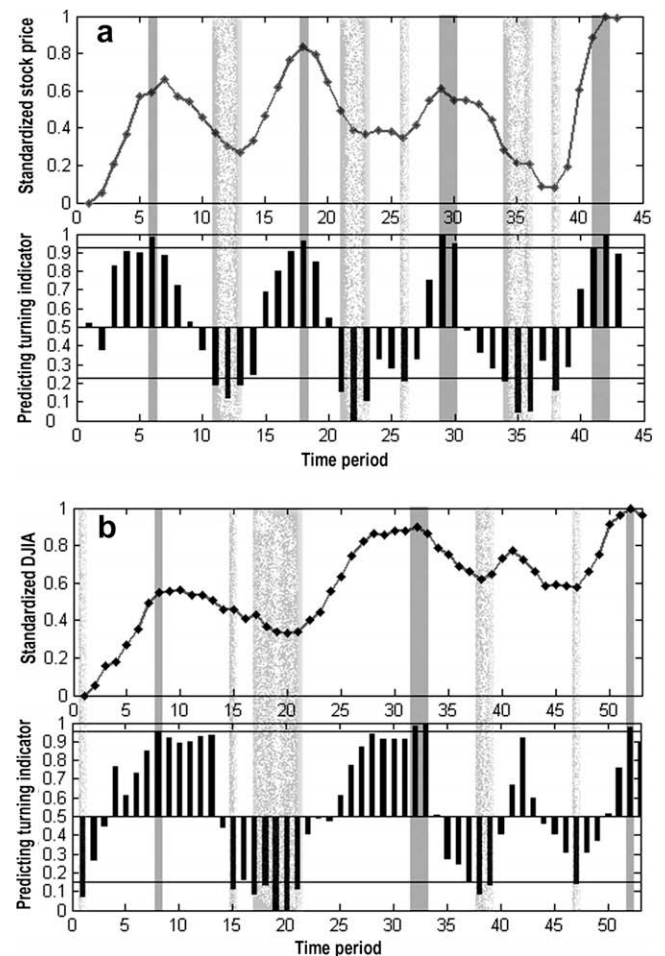 a
Standardized stock price
1
0.8
0.6
0.4
0.2
0
0 5 10 15 20 25 30 35 40 45
Predicting turning indicator
1
0.9
0.8
0.7
0.6
0.5
0.4
0.3
0.2
0.1
0
0 5 10 15 20 25 30 35 40 45
Time period
b
Standardized DJIA
1
0.8
0.6
0.4
0.2
0
0 5 10 15 20 25 30 35 40 45 50
Predicting turning indicator
1
0.9
0.8
0.7
0.6
0.5
0.4
0.3
0.2
0.1
0
0 5 10 15 20 25 30 35 40 45 50
Time period